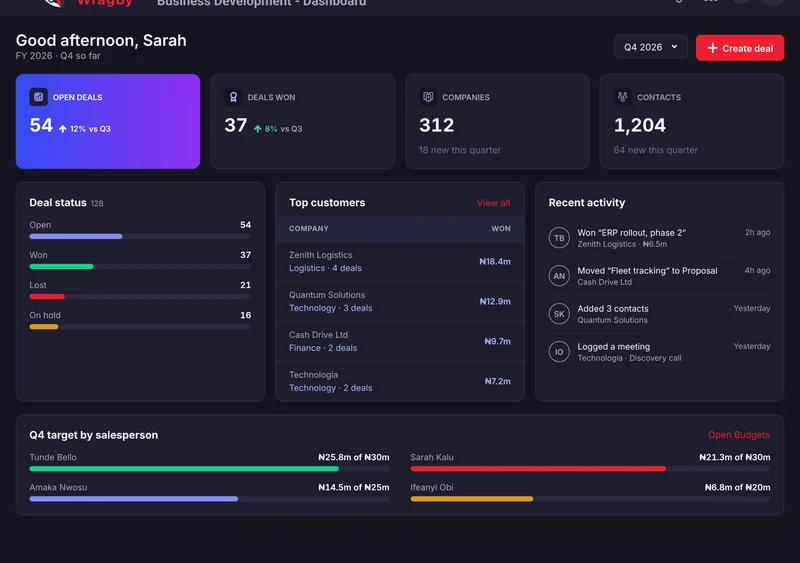 Wragby
Business Development - Dashboard
Good afternoon, Sarah
FY 2026 · Q4 so far
Q4 2026
Create deal
OPEN DEALS
54 12% vs Q3
DEALS WON
37 8% vs Q3
COMPANIES
312
18 new this quarter
CONTACTS
1,204
64 new this quarter
Deal status 128
Open 54
Won 37
Lost 21
On hold 16
Top customers View all
COMPANY WON
Zenith Logistics
Logistics · 4 deals
₦18.4m
Quantum Solutions
Technology · 3 deals
₦12.9m
Cash Drive Ltd
Finance · 2 deals
₦9.7m
Technologia
Technology · 2 deals
₦7.2m
Recent activity
TB
Won “ERP rollout, phase 2” 2h ago
Zenith Logistics · ₦6.5m
AN
Moved “Fleet tracking” to Proposal 4h ago
Cash Drive Ltd
SK
Added 3 contacts Yesterday
Quantum Solutions
IO
Logged a meeting Yesterday
Technologia · Discovery call
Q4 target by salesperson Open Budgets
Tunde Bello ₦25.8m of ₦30m
Sarah Kalu ₦21.3m of ₦30m
Amaka Nwosu ₦14.5m of ₦25m
Ifeanyi Obi ₦6.8m of ₦20m